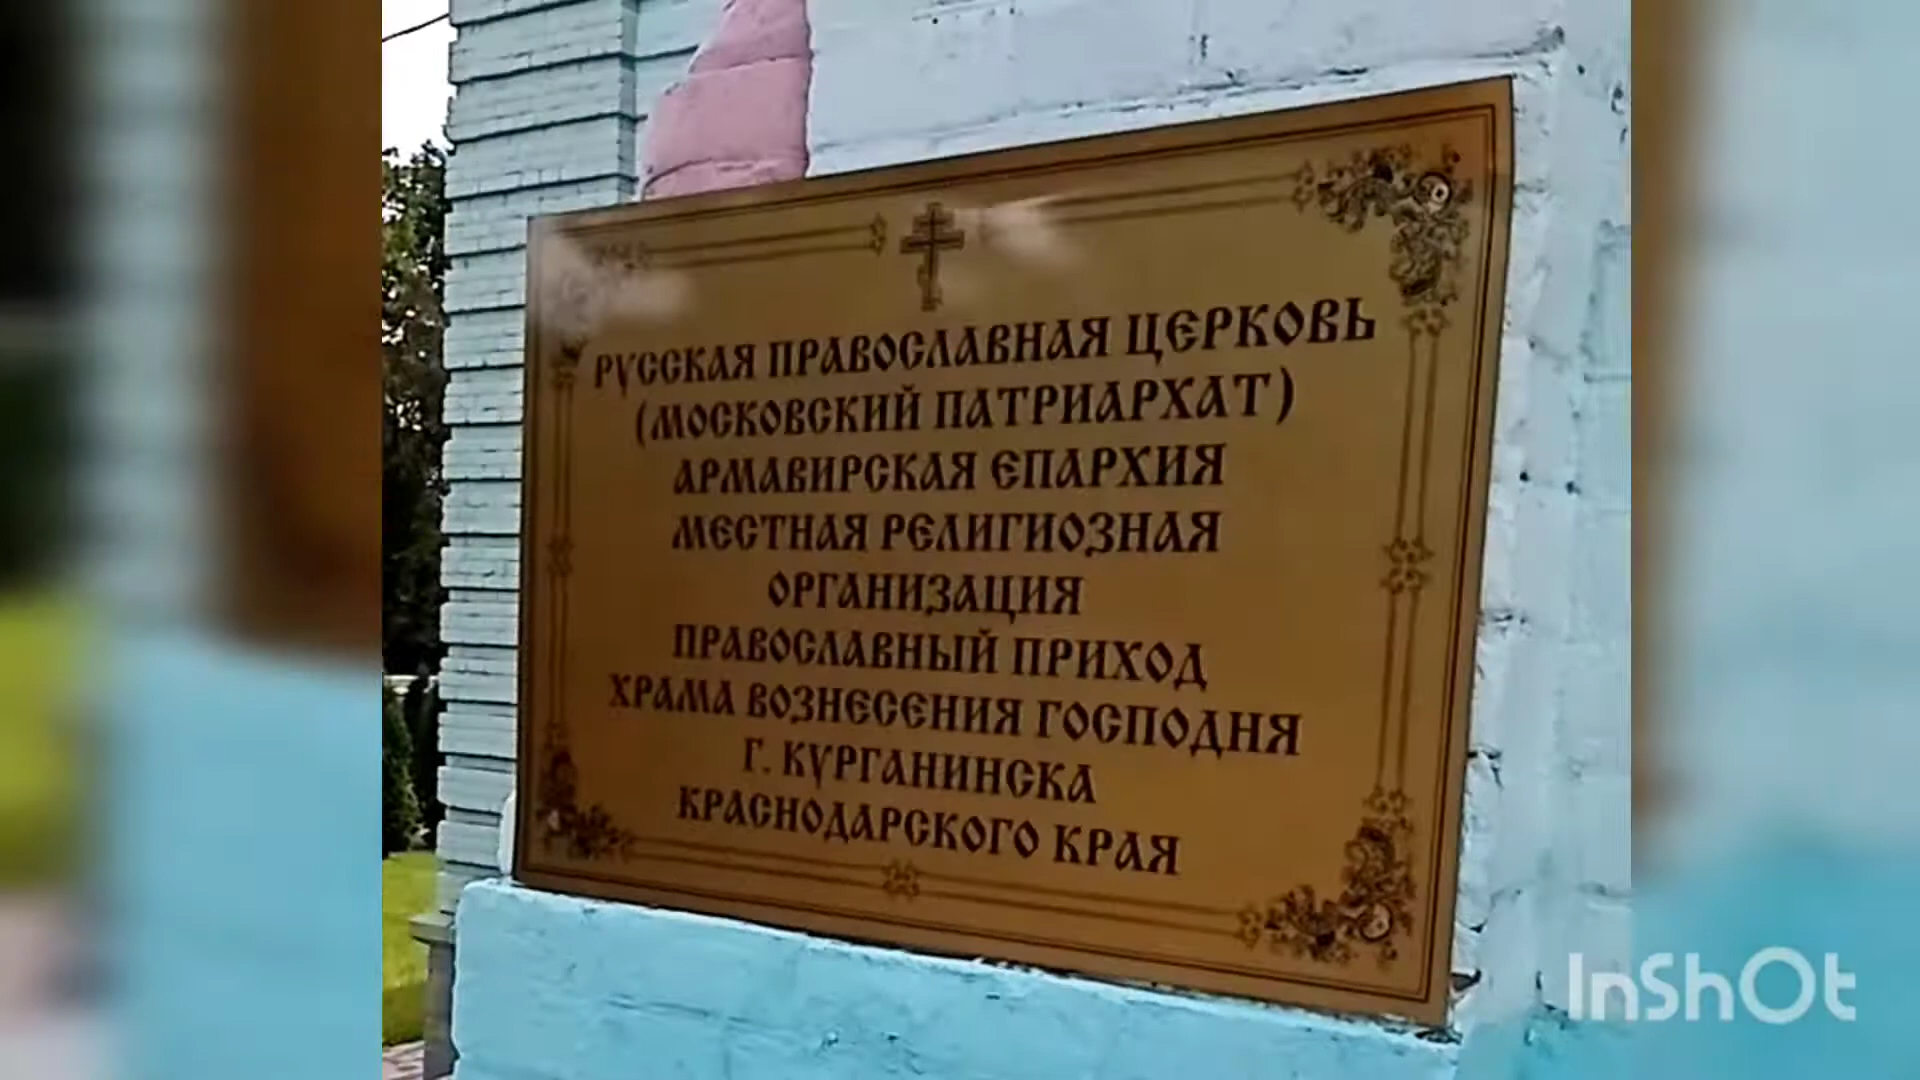 РУССКАЯ ПРАВОСЛАВНАЯ ЦЕРКОВЬ
(МОСКОВСКИЙ ПАТРИАРХАТ)
АРМАВИРСКАЯ ЕПАРХИЯ
МЕСТНАЯ РЕЛИГИОЗНАЯ
ОРГАНИЗАЦИЯ
ПРАВОСЛАВНЫЙ ПРИХОД
ХРАМА ВОЗНЕСЕНИЯ ГОСПОДНЯ
Г. КУРГАНИНСКА
КРАСНОДАРСКОГО КРАЯ
InShOt